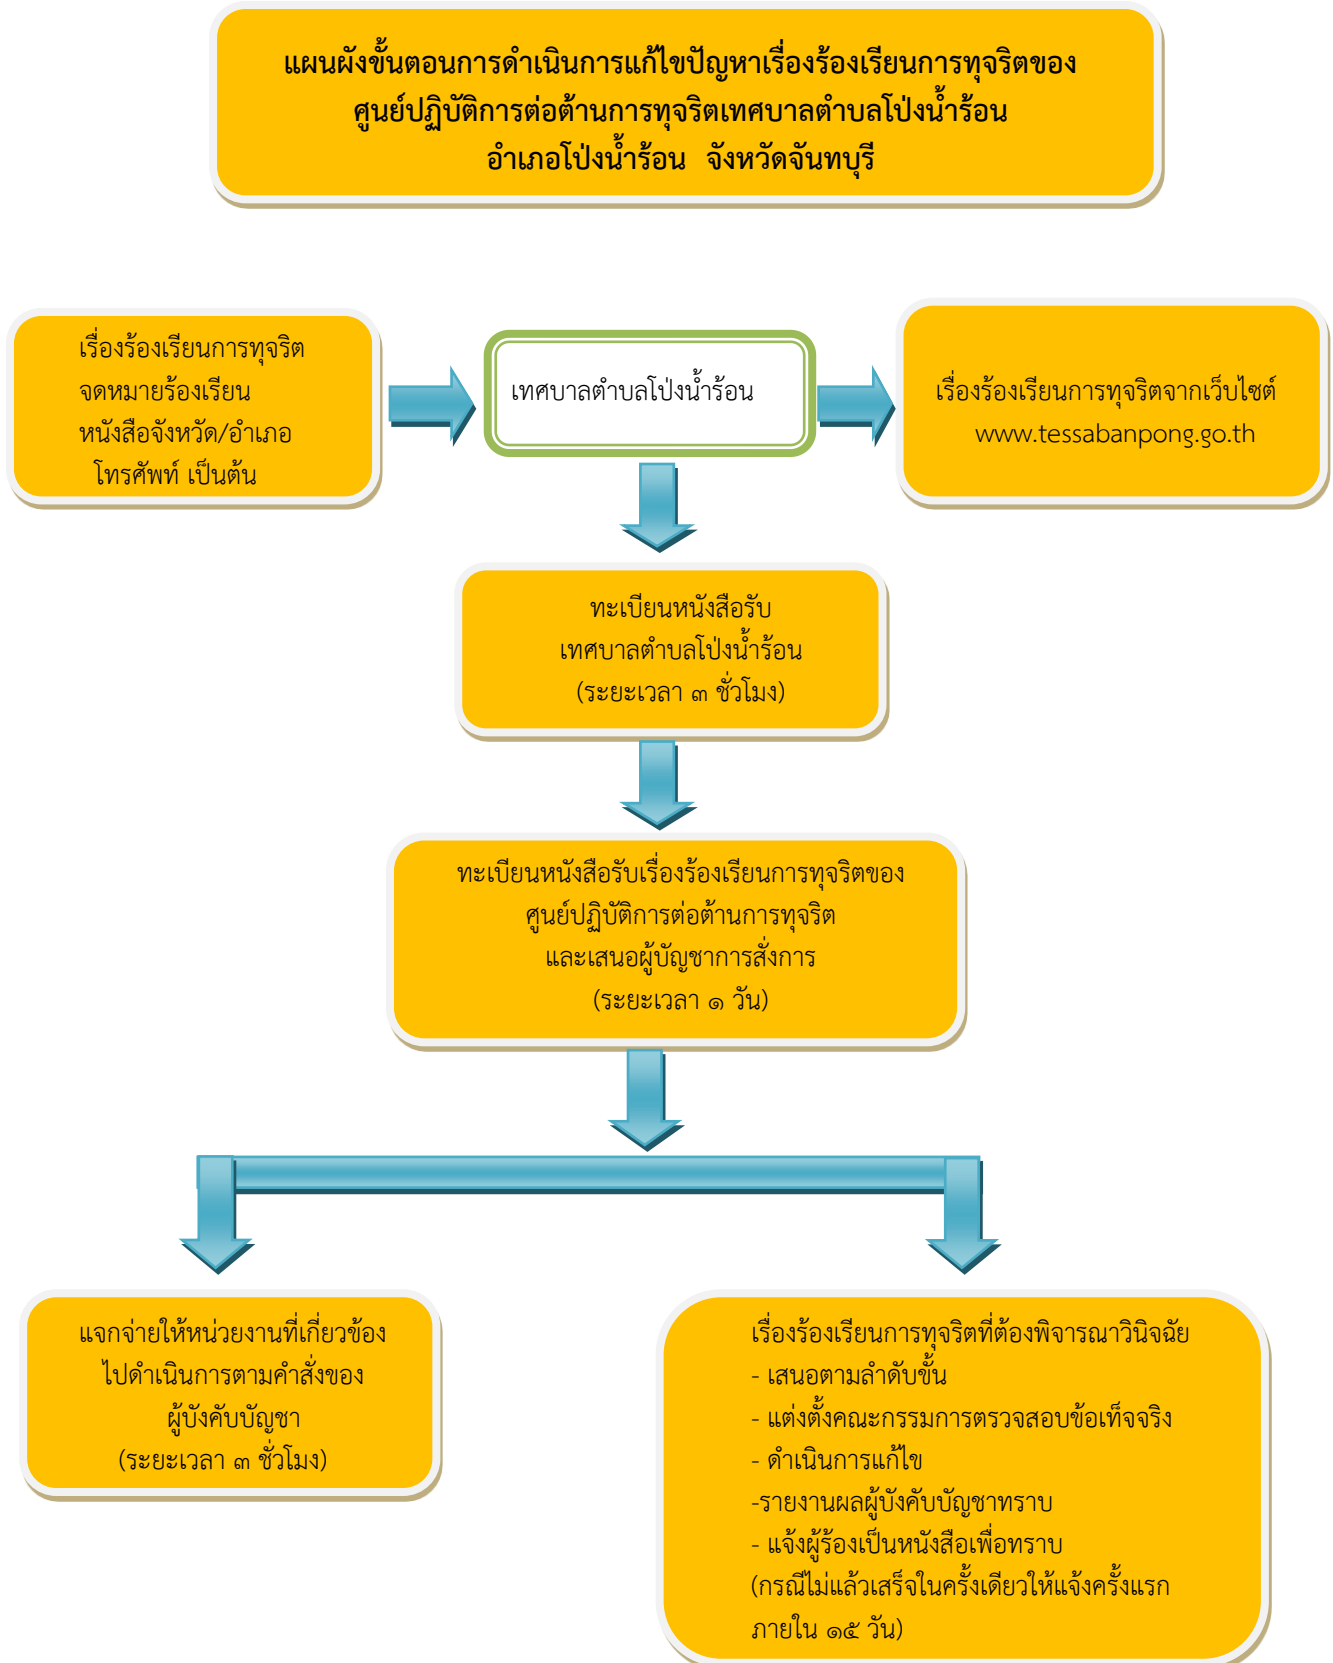 แผนผังขั้นตอนการดำเนินการแก้ไขปัญหาเรื่องร้องเรียนการทุจริตของ
ศูนย์ปฏิบัติการต่อต้านการทุจริตเทศบาลตำบลโป่งน้ำร้อน
อำเภอโป่งน้ำร้อน จังหวัดจันทบุรี
เรื่องร้องเรียนการทุจริต
จดหมายร้องเรียน
หนังสือจังหวัด/อำเภอ
โทรศัพท์ เป็นต้น
เทศบาลตำบลโป่งน้ำร้อน
เรื่องร้องเรียนการทุจริตจากเว็บไซต์
www.tessabanpong.go.th
ทะเบียนหนังสือรับ
เทศบาลตำบลโป่งน้ำร้อน
(ระยะเวลา ๓ ชั่วโมง)
ทะเบียนหนังสือรับเรื่องร้องเรียนการทุจริตของ
ศูนย์ปฏิบัติการต่อต้านการทุจริต
และเสนอผู้บัญชาการสั่งการ
(ระยะเวลา ๑ วัน)
แจกจ่ายให้หน่วยงานที่เกี่ยวข้อง
ไปดำเนินการตามคำสั่งของ
ผู้บังคับบัญชา
(ระยะเวลา ๓ ชั่วโมง)
เรื่องร้องเรียนการทุจริตที่ต้องพิจารณาวินิจฉัย
- เสนอตามลำดับขั้น
- แต่งตั้งคณะกรรมการตรวจสอบข้อเท็จจริง
- ดำเนินการแก้ไข
-รายงานผลผู้บังคับบัญชาทราบ
- แจ้งผู้ร้องเป็นหนังสือเพื่อทราบ
(กรณีไม่แล้วเสร็จในครั้งเดียวให้แจ้งครั้งแรก
ภายใน ๑๕ วัน)